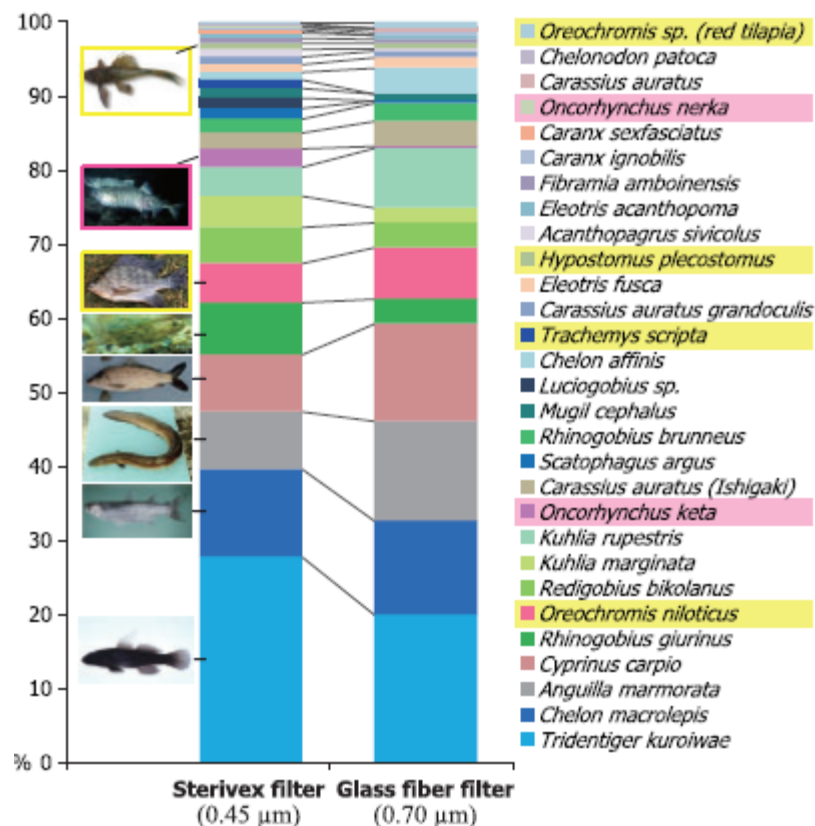 100
90
80
70
60
50
40
30
20
10
% 0
Sterivex filter
(0.45 µm)
Glass fiber filter
(0.70 µm)
Oreochromis sp. (red tilapia)
Chelonodon patoca
Carassius auratus
Oncorhynchus nerka
Caranx sexfasciatus
Caranx ignobilis
Fibramia amboinensis
Eleotris acanthopoma
Acanthopagrus sivicolus
Hypostomus plecostomus
Eleotris fusca
Carassius auratus grandoculis
Trachemys scripta
Chelon affinis
Luciogobius sp.
Mugil cephalus
Rhinogobius brunneus
Scatophagus argus
Carassius auratus (Ishigaki)
Oncorhynchus keta
Kuhlia rupestris
Kuhlia marginata
Redigobius bikolanus
Oreochromis niloticus
Rhinogobius giurinus
Cyprinus carpio
Anguilla marmorata
Chelon macrolepis
Tridentiger kuroiwae